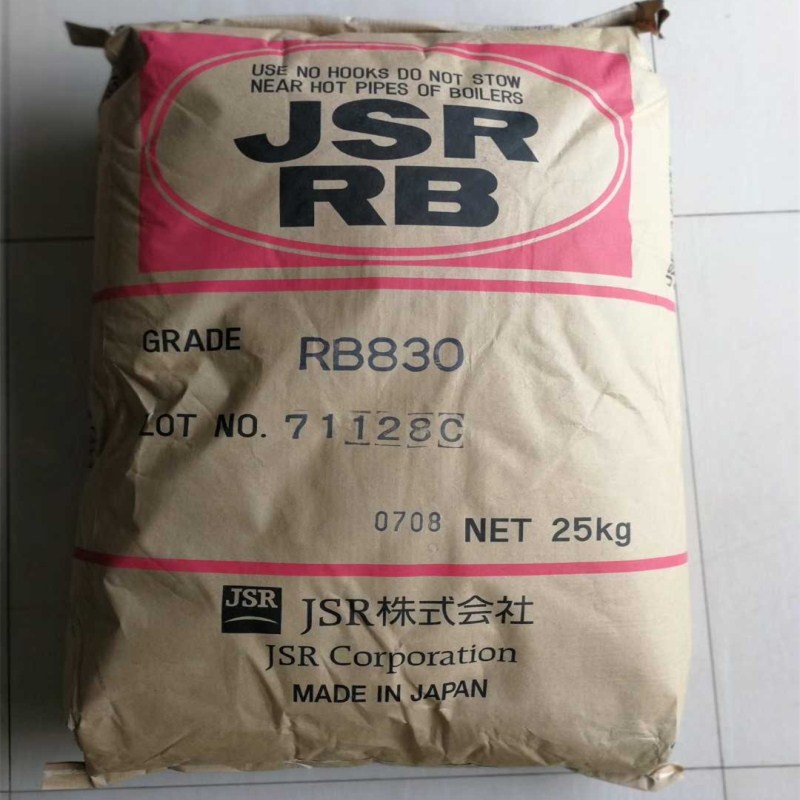 USE NO HOOKS DO NOT STOW
NEAR HOT PIPES OF BOILERS
JSR
RB
GRADE RB830
LOT NO. 71128C
0708 NET 25kg
JSR JSR株式会社
JSR Corporation
MADE IN JAPAN